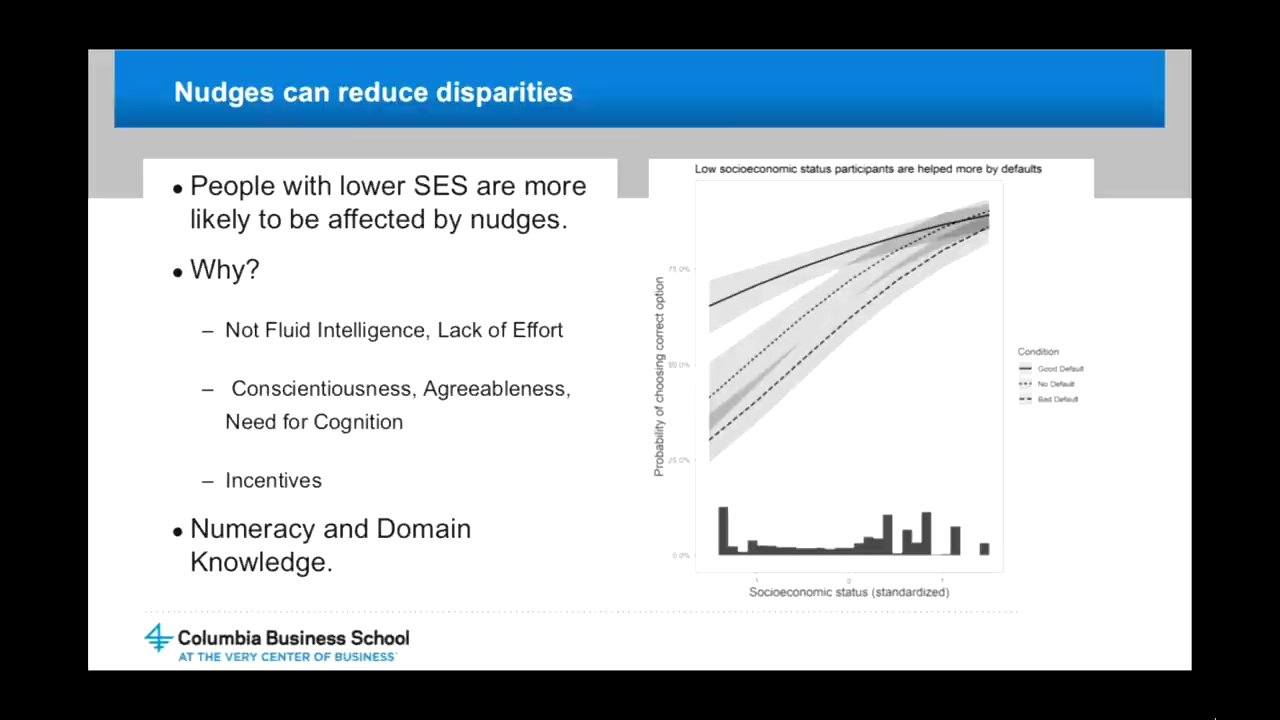 Nudges can reduce disparities
• People with lower SES are more
likely to be affected by nudges.
• Why?
– Not Fluid Intelligence, Lack of Effort
– Conscientiousness, Agreeableness,
Need for Cognition
– Incentives
• Numeracy and Domain
Knowledge.
Low socioeconomic status participants are helped more by defaults
Probability of choosing correct option
75.0%
50.0%
25.0%
0.0%
1
0
1
Socioeconomic status (standardized)
Condition
Good Default
No Default
Bad Default
Columbia Business School
AT THE VERY CENTER OF BUSINESS